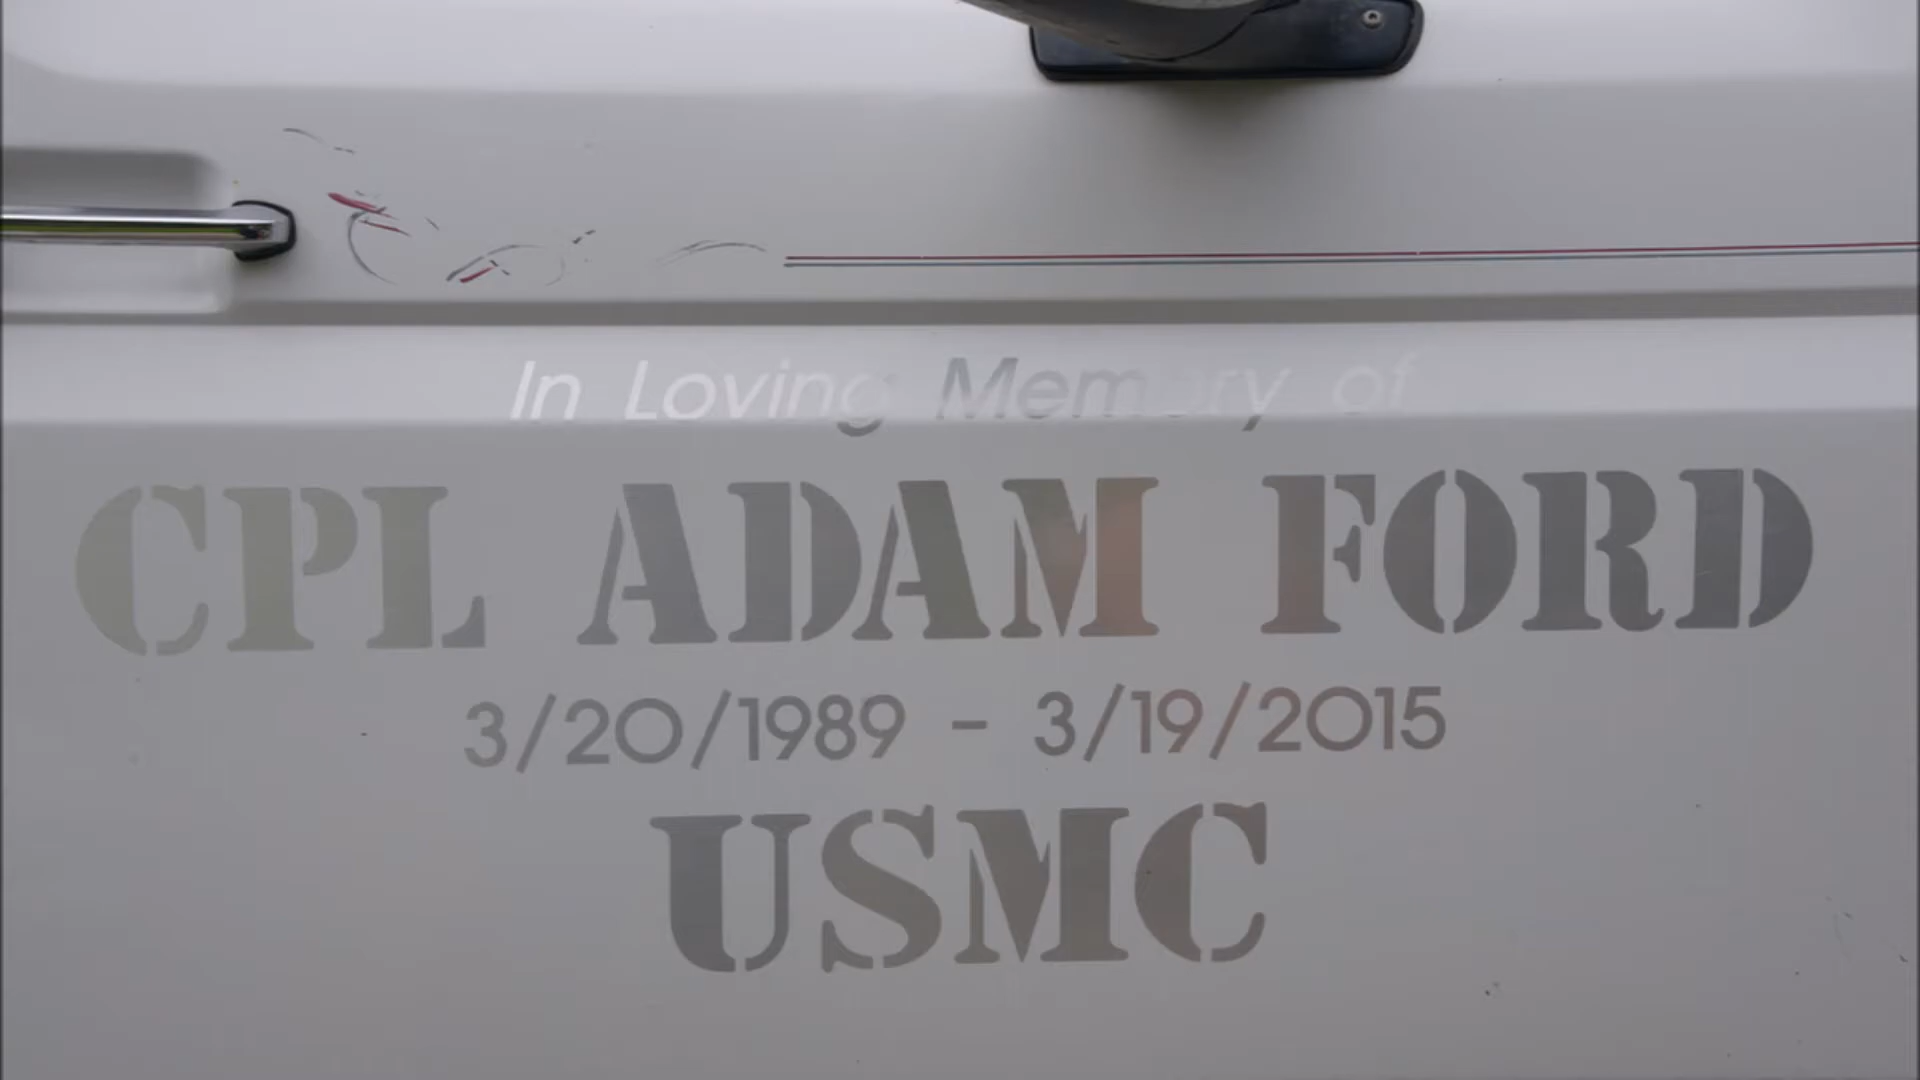 In Loving Memory of
CPL ADAM FORD
3/20/1989 - 3/19/2015
USMC